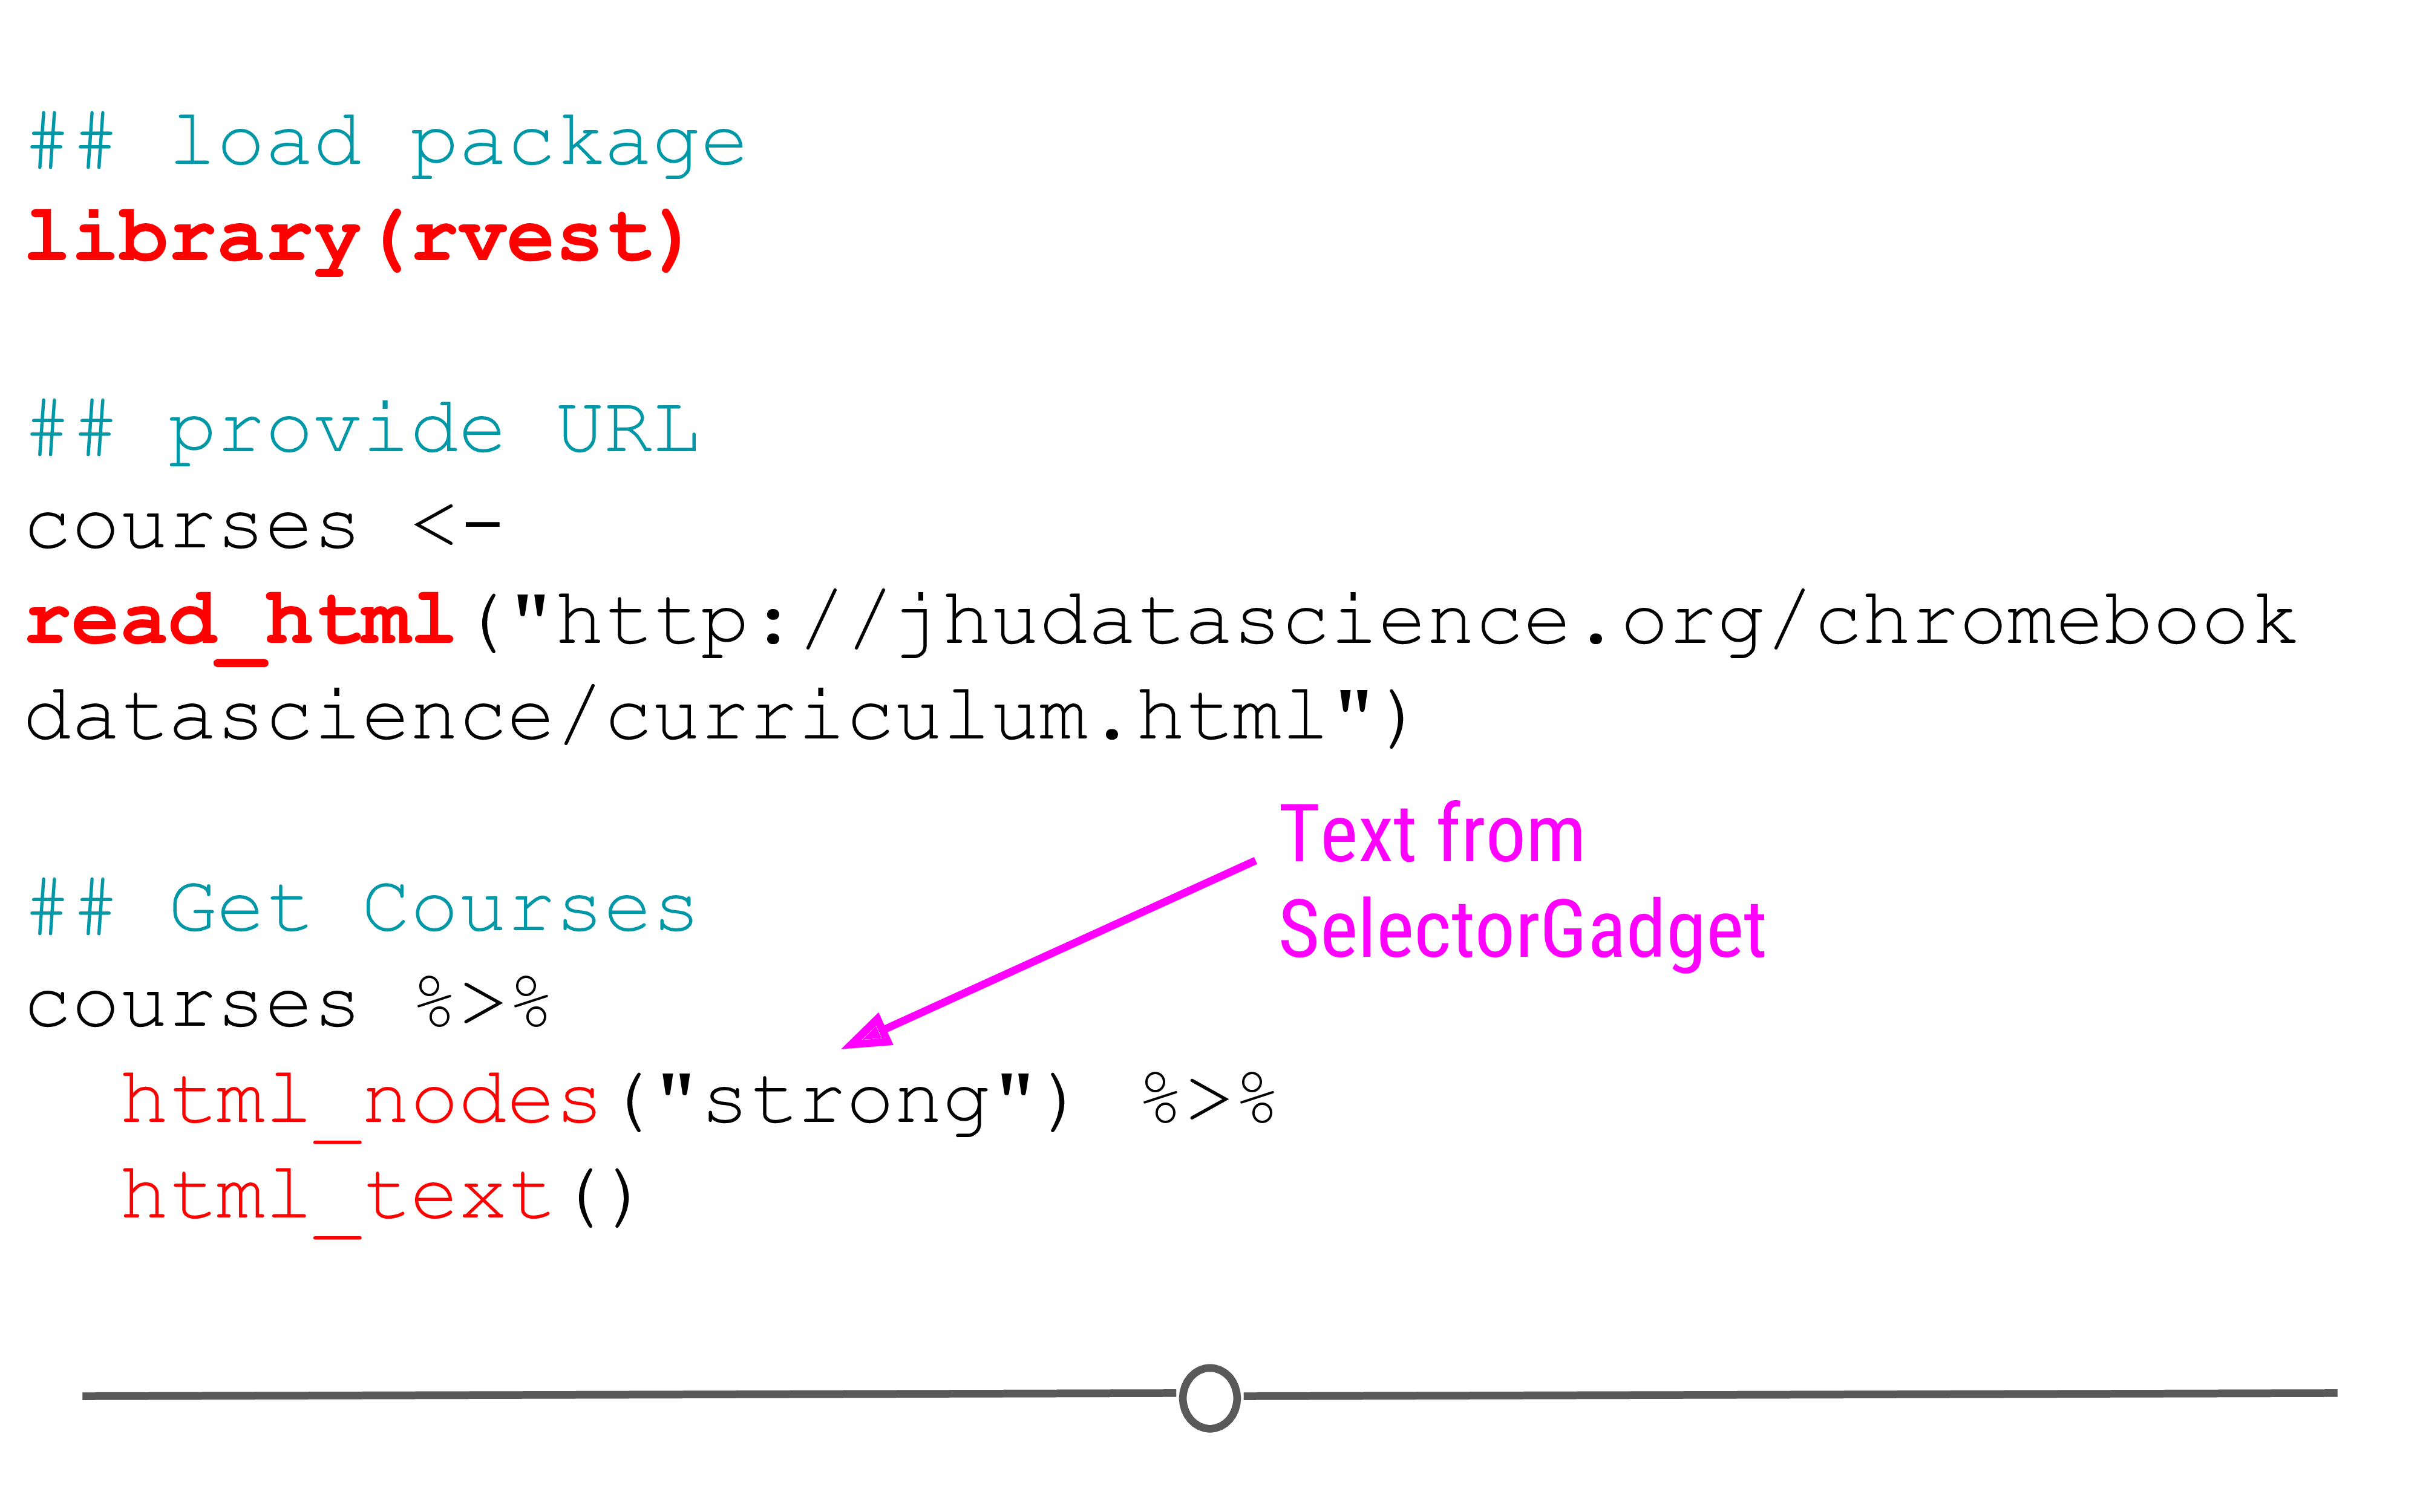 ## load package
library(rvest)
## provide URL
courses <-
read_html("http://jhudatascience.org/chromebook
datascience/curriculum.html")
Text from
SelectorGadget
## Get Courses
courses %>%
html_nodes("strong") %>%
html_text()